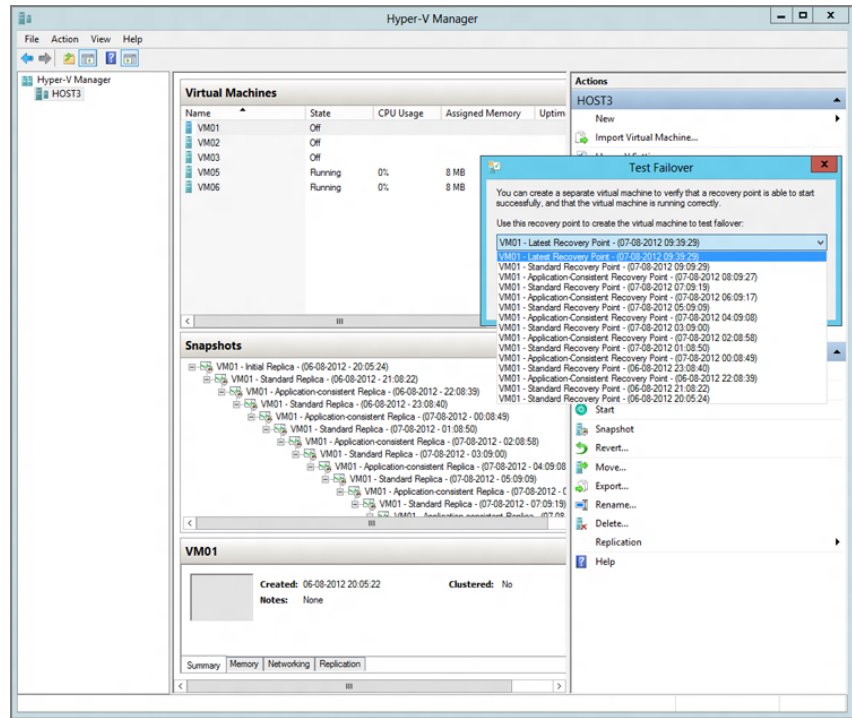 Hyper-V Manager
File Action View Help
Hyper-V Manager
HOST3
Virtual Machines
Name State CPU Usage Assigned Memory Uptim
VM01 Off
VM02 Off
VM03 Off
VM05 Running 0% 8 MB
VM06 Running 0% 8 MB
Snapshots
VM01 - Initial Replica - (06-08-2012 - 20:05:24)
VM01 - Standard Replica - (06-08-2012 - 21:08:22)
VM01 - Application-consistent Replica - (06-08-2012 - 22:08:39)
VM01 - Standard Replica - (06-08-2012 - 23:08:40)
VM01 - Application-consistent Replica - (07-08-2012 - 00:08:49)
VM01 - Standard Replica - (07-08-2012 - 01:08:50)
VM01 - Application-consistent Replica - (07-08-2012 - 02:08:58)
VM01 - Standard Replica - (07-08-2012 - 03:09:00)
VM01 - Application-consistent Replica - (07-08-2012 - 04:09:08
VM01 - Standard Replica - (07-08-2012 - 05:09:09)
VM01 - Application-consistent Replica - (07-08-2012 -
VM01 - Standard Replica - (07-08-2012 - 07:09:19)
VM01
Created: 06-08-2012 20:05:22 Clustered: No
Notes: None
Summary Memory Networking Replication
Actions
HOST3
New
Import Virtual Machine...
Test Failover
You can create a separate virtual machine to verify that a recovery point is able to start
successfully, and that the virtual machine is running correctly.
Use this recovery point to create the virtual machine to test failover:
VM01 - Latest Recovery Point - (07-08-2012 09:39:29)
VM01 - Latest Recovery Point - (07-08-2012 09:39:29)
VM01 - Standard Recovery Point - (07-08-2012 09:09:29)
VM01 - Application-Consistent Recovery Point - (07-08-2012 08:09:27)
VM01 - Standard Recovery Point - (07-08-2012 07:09:19)
VM01 - Application-Consistent Recovery Point - (07-08-2012 06:09:17)
VM01 - Standard Recovery Point - (07-08-2012 05:09:09)
VM01 - Application-Consistent Recovery Point - (07-08-2012 04:09:08)
VM01 - Standard Recovery Point - (07-08-2012 03:09:00)
VM01 - Application-Consistent Recovery Point - (07-08-2012 02:08:58)
VM01 - Standard Recovery Point - (07-08-2012 01:08:50)
VM01 - Application-Consistent Recovery Point - (07-08-2012 00:08:49)
VM01 - Standard Recovery Point - (06-08-2012 23:08:40)
VM01 - Application-Consistent Recovery Point - (06-08-2012 22:08:39)
VM01 - Standard Recovery Point - (06-08-2012 21:08:22)
VM01 - Standard Recovery Point - (06-08-2012 20:05:24)
Start
Snapshot
Revert...
Move...
Export...
Rename...
Delete...
Replication
Help